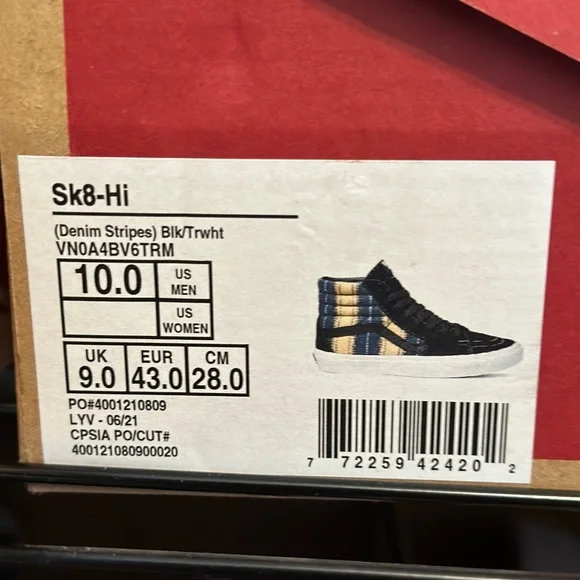 Sk8-Hi
(Denim Stripes) Blk/Trwht
VN0A4BV6TRM
10.0 US MEN
US WOMEN
UK EUR CM
9.0 43.0 28.0
PO#4001210809
LYV - 06/21
CPSIA PO/CUT#
400121080900020
7 72259 42420 2